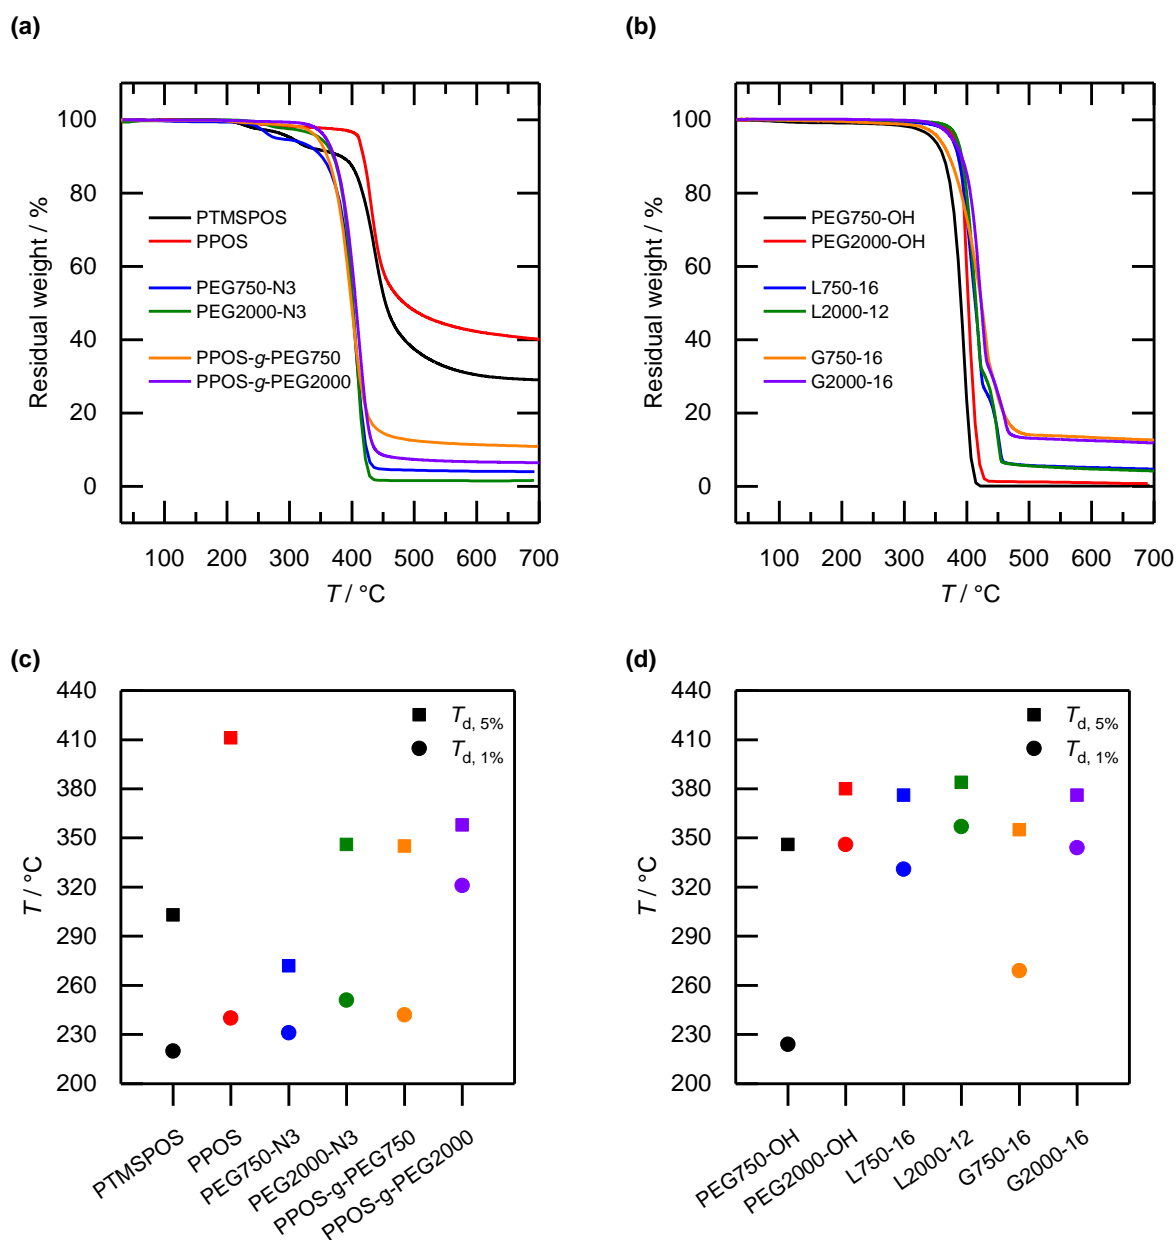 (a)
100
80
60
40
20
0
Residual weight / %
PTMSPOS
PPOS
PEG750-N3
PEG2000-N3
PPOS-g-PEG750
PPOS-g-PEG2000
100 200 300 400 500 600 700
T / °C
(b)
100
80
60
40
20
0
Residual weight / %
PEG750-OH
PEG2000-OH
L750-16
L2000-12
G750-16
G2000-16
100 200 300 400 500 600 700
T / °C
(c)
440
410
380
350
320
290
260
230
200
T / °C
Td, 5%
Td, 1%
PTMSPOS
PPOS
PEG750-N3
PEG2000-N3
PPOS-g-PEG750
PPOS-g-PEG2000
(d)
440
410
380
350
320
290
260
230
200
T / °C
Td, 5%
Td, 1%
PEG750-OH
PEG2000-OH
L750-16
L2000-12
G750-16
G2000-16